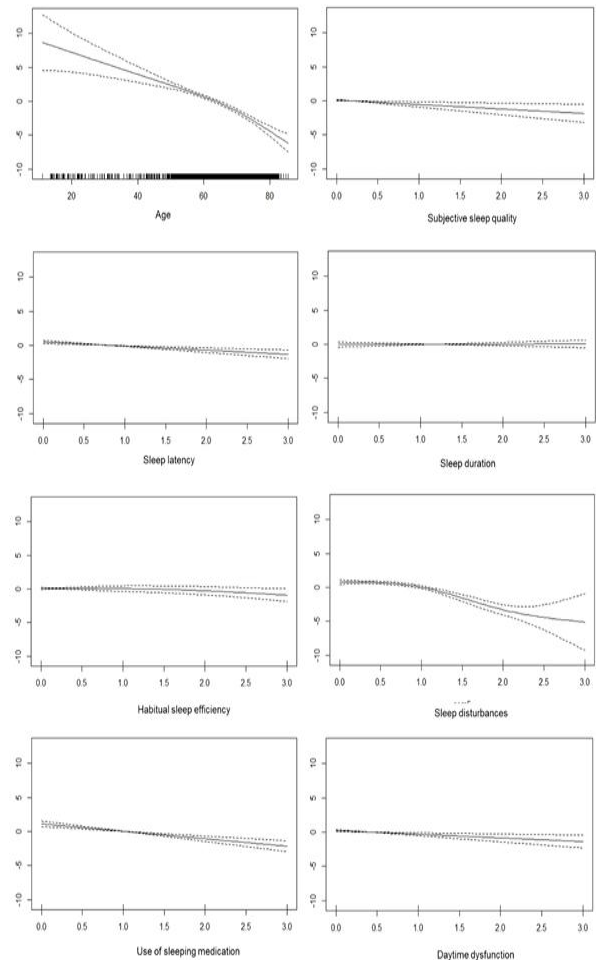 10
5
0
-5
-10
20 40 60 80
Age
10
5
0
-5
-10
0.0 0.5 1.0 1.5 2.0 2.5 3.0
Subjective sleep quality
10
5
0
-5
-10
0.0 0.5 1.0 1.5 2.0 2.5 3.0
Sleep latency
10
5
0
-5
-10
0.0 0.5 1.0 1.5 2.0 2.5 3.0
Sleep duration
10
5
0
-5
-10
0.0 0.5 1.0 1.5 2.0 2.5 3.0
Habitual sleep efficiency
10
5
0
-5
-10
0.0 0.5 1.0 1.5 2.0 2.5 3.0
Sleep disturbances
10
5
0
-5
-10
0.0 0.5 1.0 1.5 2.0 2.5 3.0
Use of sleeping medication
10
5
0
-5
-10
0.0 0.5 1.0 1.5 2.0 2.5 3.0
Daytime dysfunction